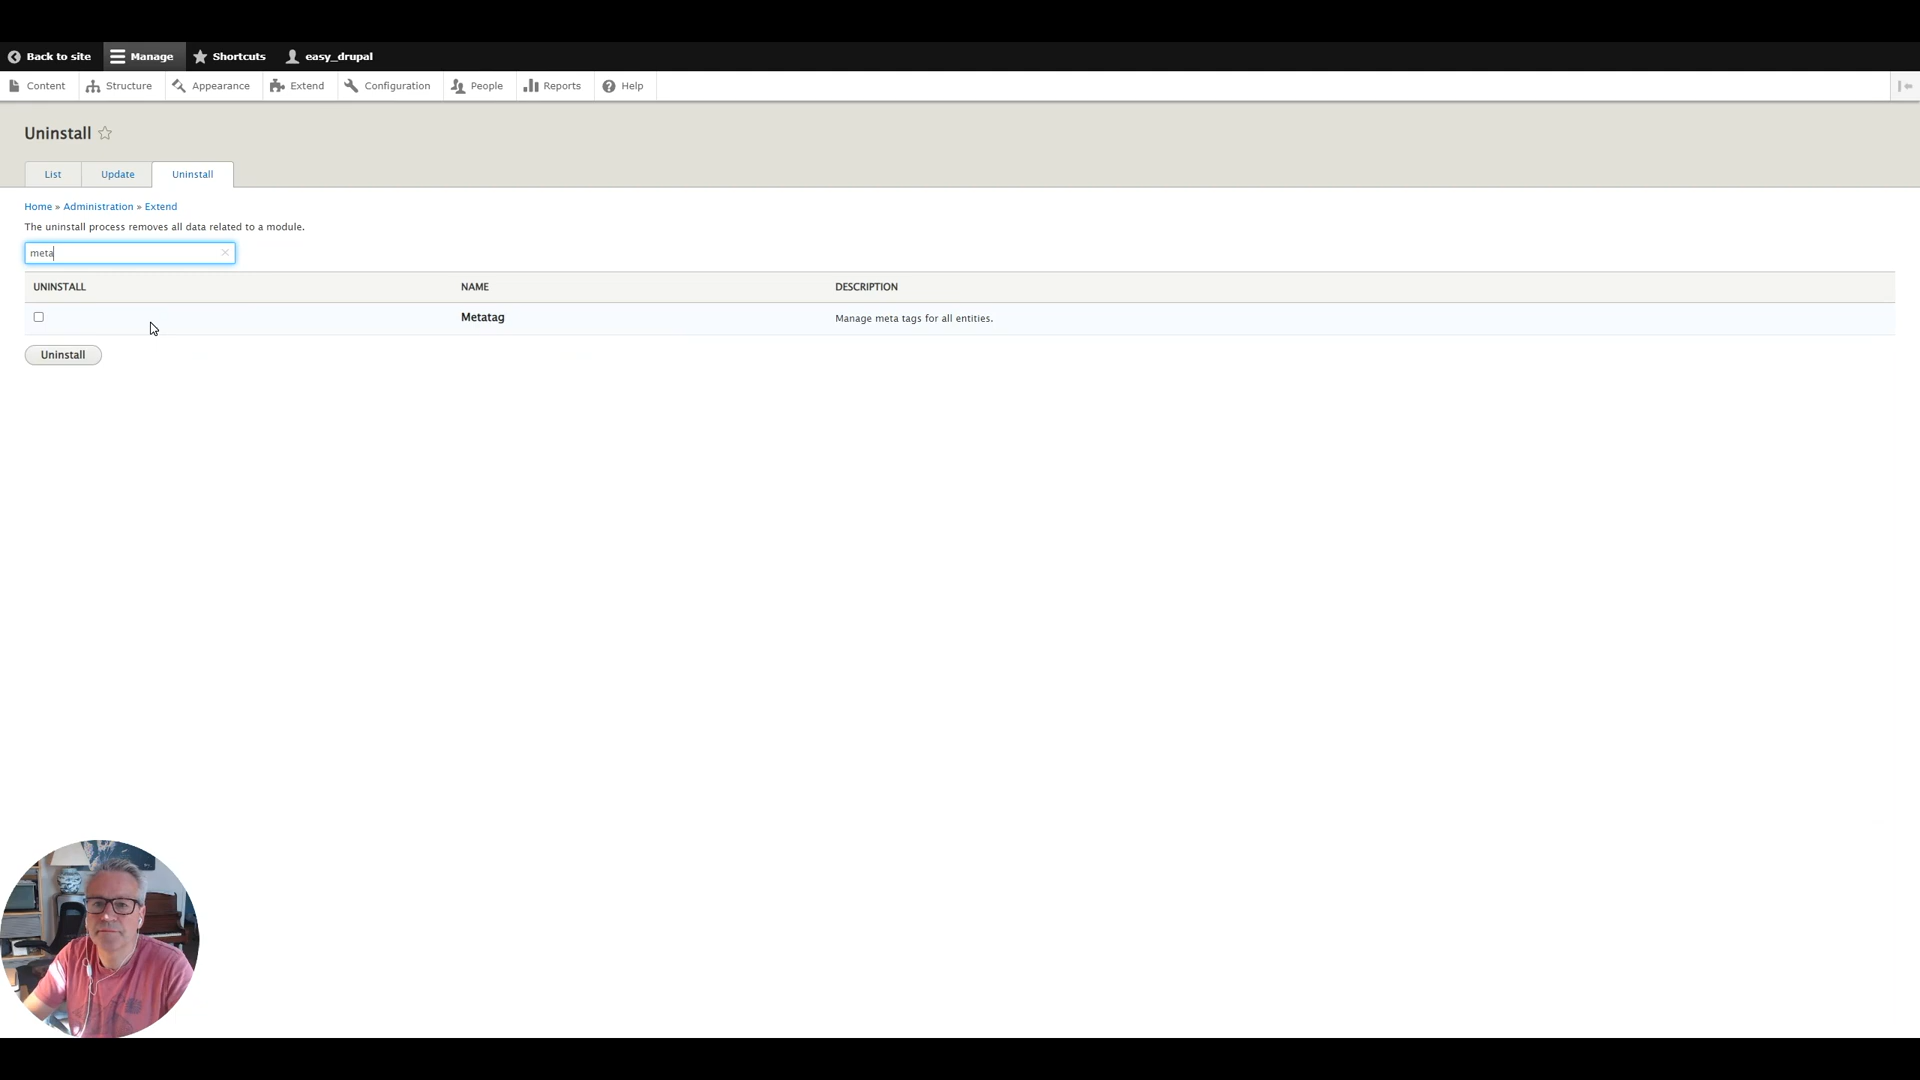 Back to site Manage Shortcuts easy_drupal
Content Structure Appearance Extend Configuration People Reports Help
Uninstall
List Update Uninstall
Home » Administration » Extend
The uninstall process removes all data related to a module.
meta
UNINSTALL NAME DESCRIPTION
Metatag Manage meta tags for all entities.
Uninstall